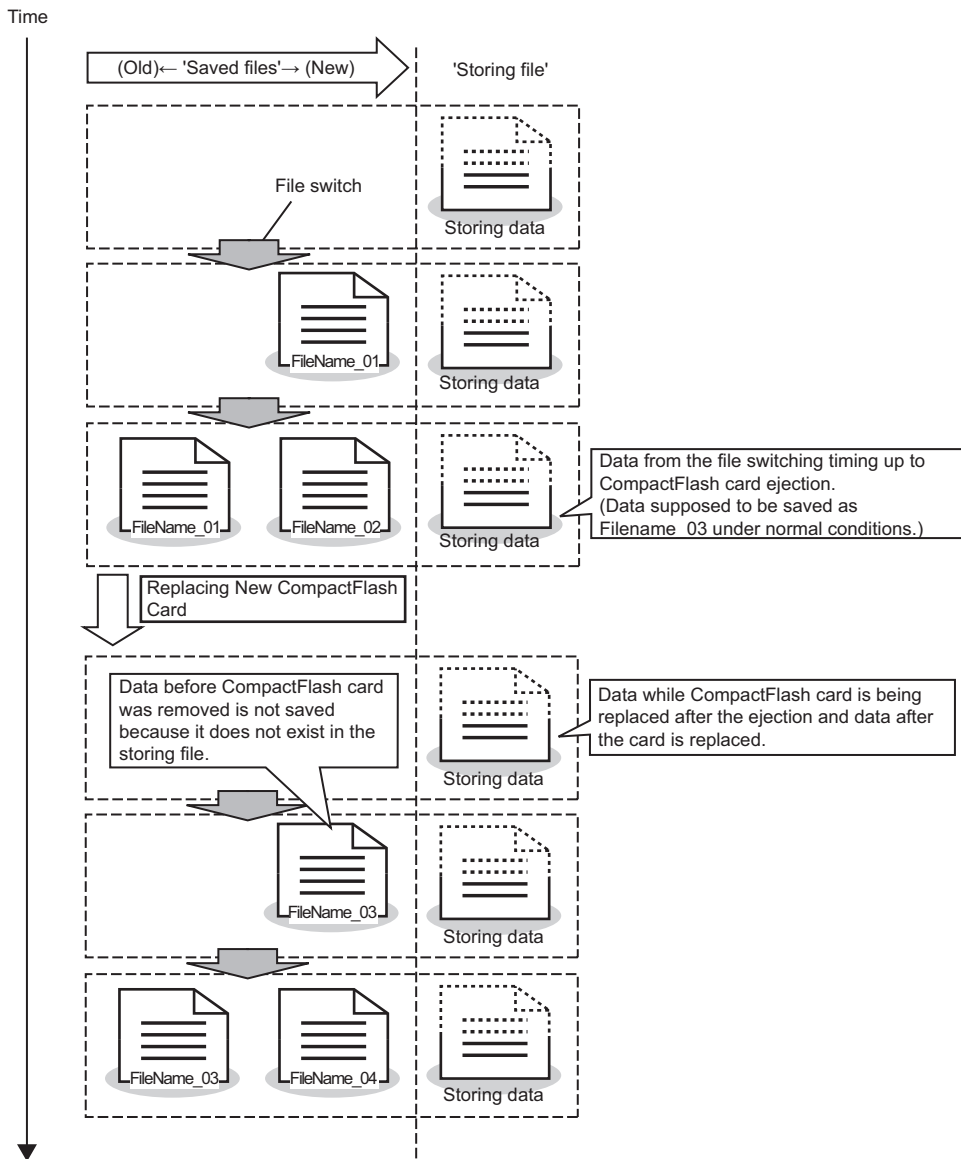 Time
(Old)← 'Saved files'→ (New)
'Storing file'
Storing data
File switch
FileName_01
Storing data
FileName_01
FileName_02
Storing data
Data from the file switching timing up to
CompactFlash card ejection.
(Data supposed to be saved as
Filename_03 under normal conditions.)
Replacing New CompactFlash
Card
Data before CompactFlash card
was removed is not saved
because it does not exist in the
storing file.
Storing data
Data while CompactFlash card is being
replaced after the ejection and data after
the card is replaced.
FileName_03
Storing data
FileName_03
FileName_04
Storing data